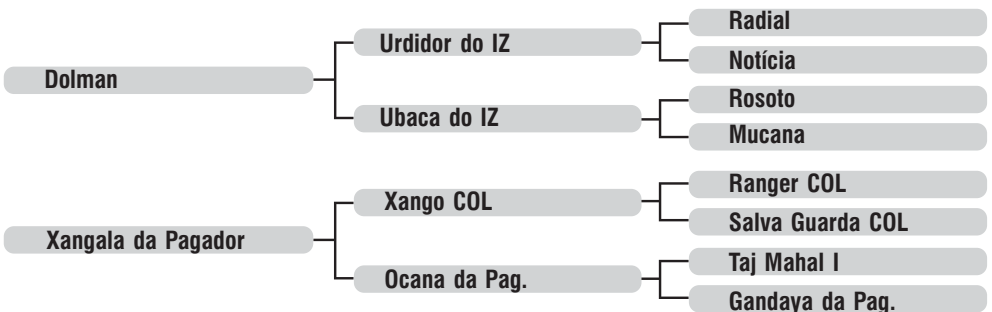 Radial
Urdidor do IZ
Notícia
Dolman
Rosoto
Ubaca do IZ
Mucana
Ranger COL
Xango COL
Salva Guarda COL
Xangala da Pagador
Taj Mahal I
Ocana da Pag.
Gandaya da Pag.